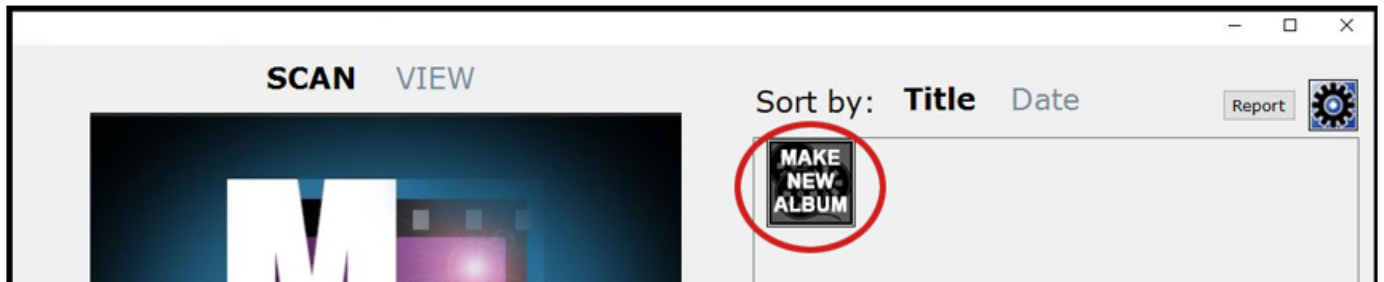 SCAN VIEW
Sort by: Title Date Report
MAKE
NEW
ALBUM
M